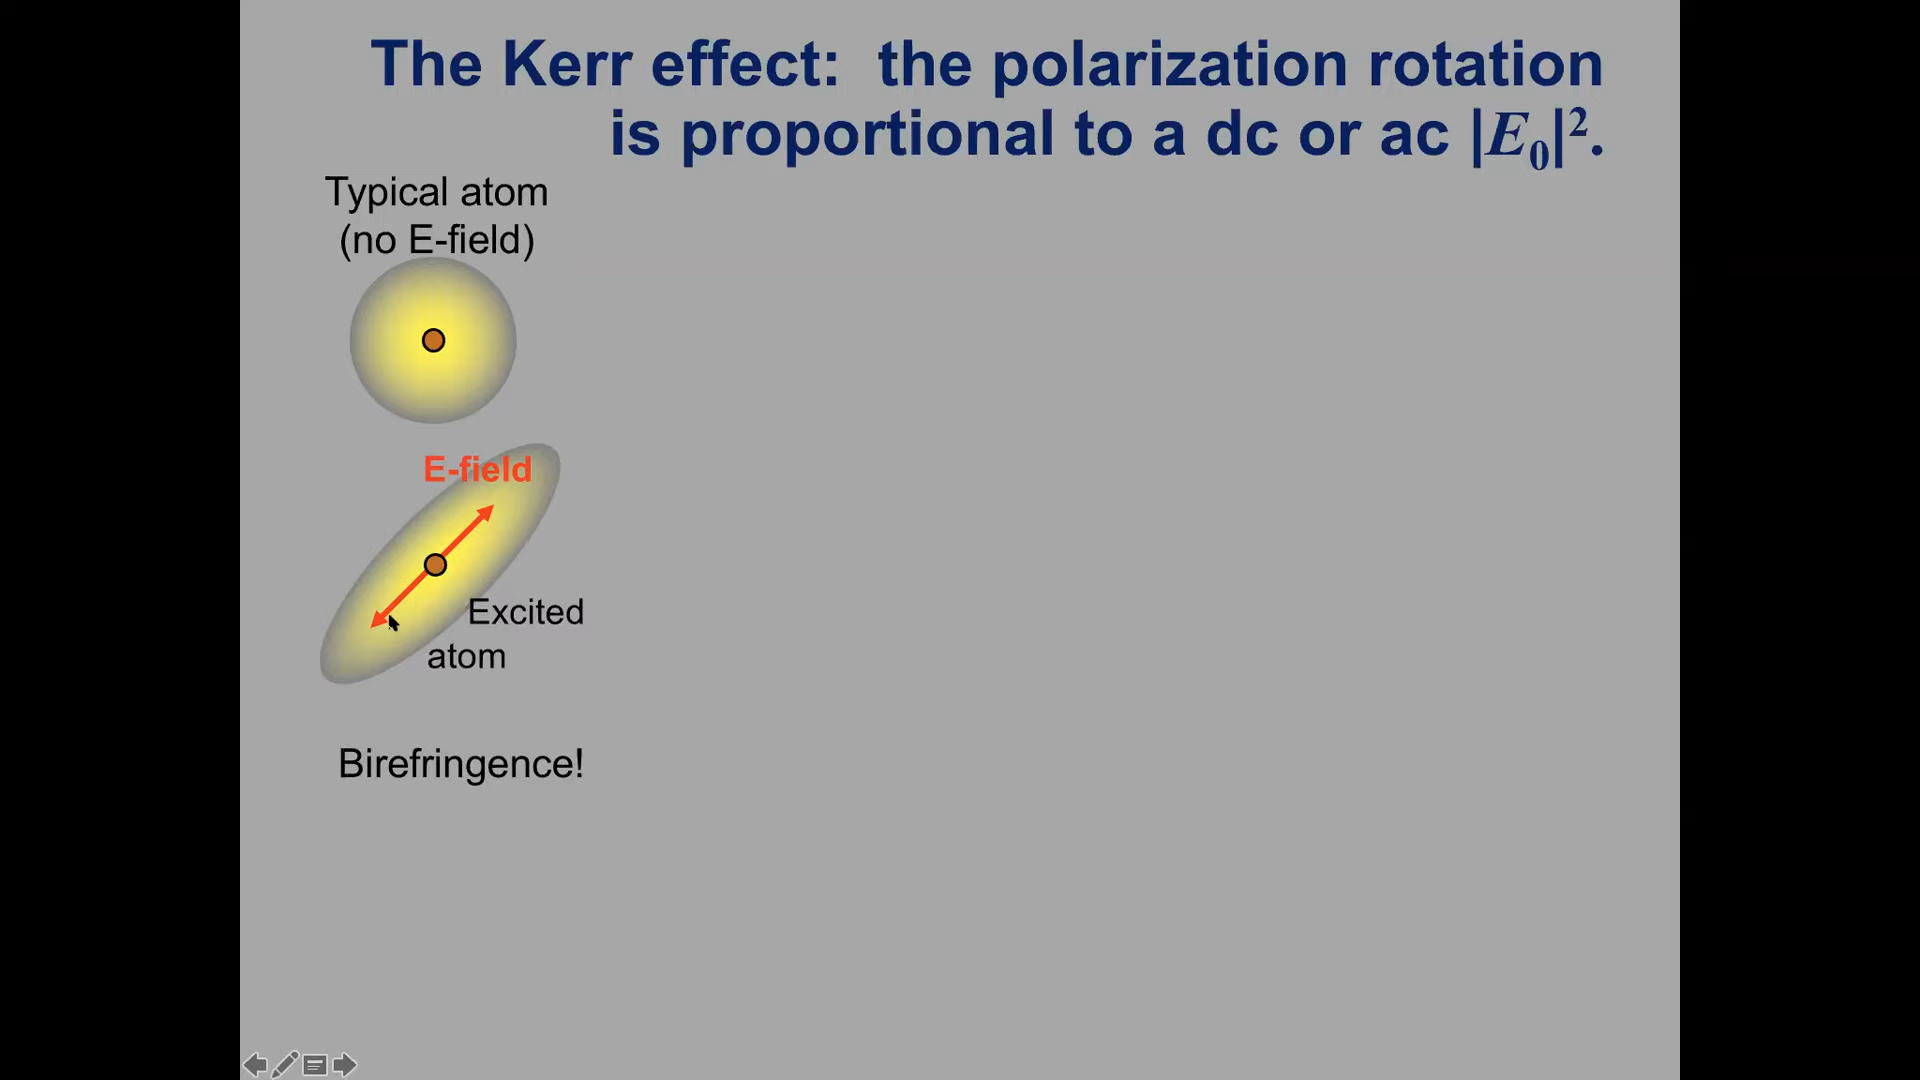 The Kerr effect: the polarization rotation
is proportional to a dc or ac |E₀|².
Typical atom
(no E-field)
E-field
Excited
atom
Birefringence!